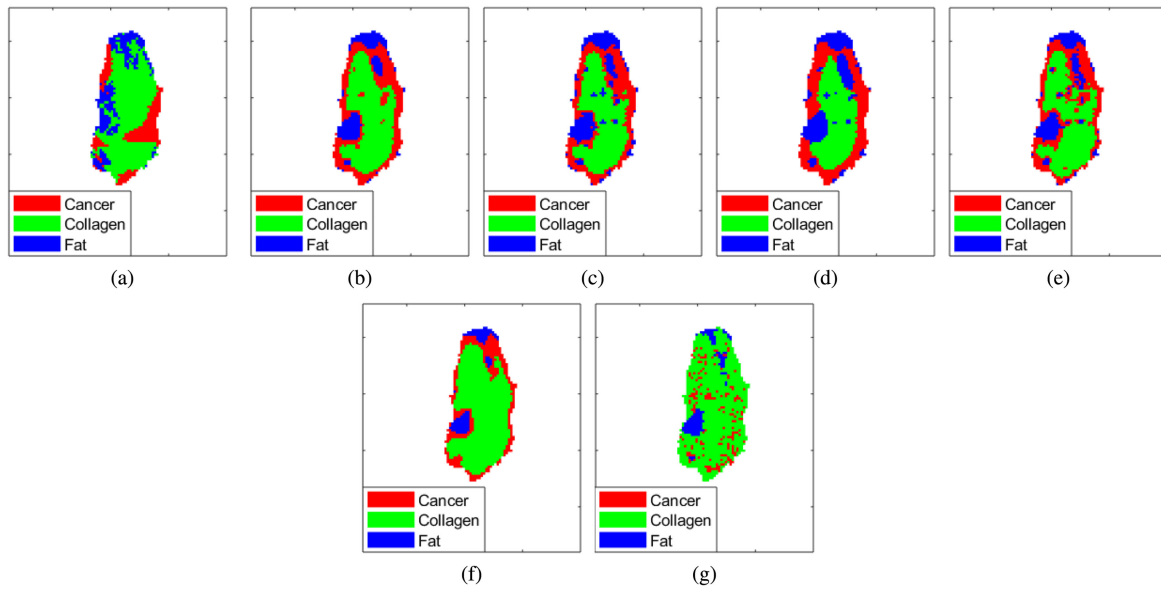 Cancer
Collagen
Fat
(a)
Cancer
Collagen
Fat
(b)
Cancer
Collagen
Fat
(c)
Cancer
Collagen
Fat
(d)
Cancer
Collagen
Fat
(e)
Cancer
Collagen
Fat
(f)
Cancer
Collagen
Fat
(g)